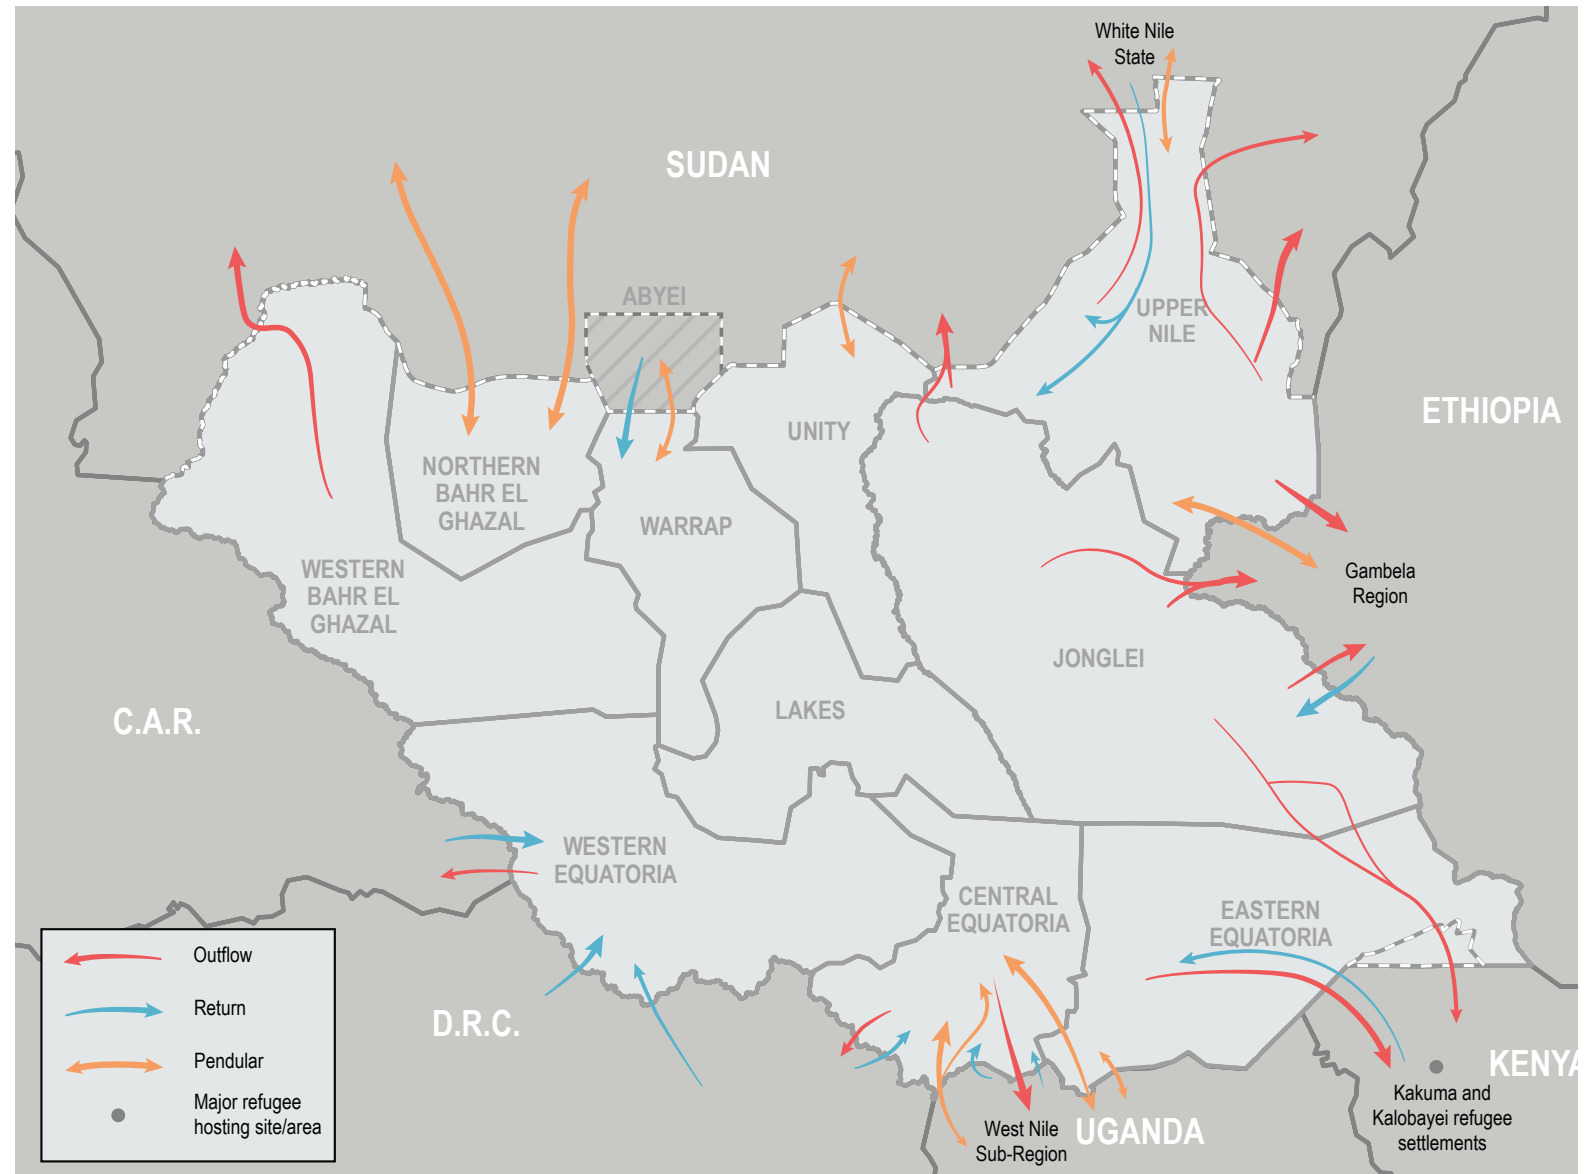 White Nile
State
SUDAN
ABYEI
UPPER
NILE
ETHIOPIA
UNITY
NORTHERN
BAHR EL
GHAZAL
WARRAP
WESTERN
BAHR EL
GHAZAL
Gambela
Region
JONGLEI
LAKES
C.A.R.
WESTERN
EQUATORIA
CENTRAL
EQUATORIA
EASTERN
EQUATORIA
D.R.C.
KENYA
Kakuma and
Kalobayei refugee
settlements
West Nile
Sub-Region
UGANDA
Outflow
Return
Pendular
Major refugee
hosting site/area